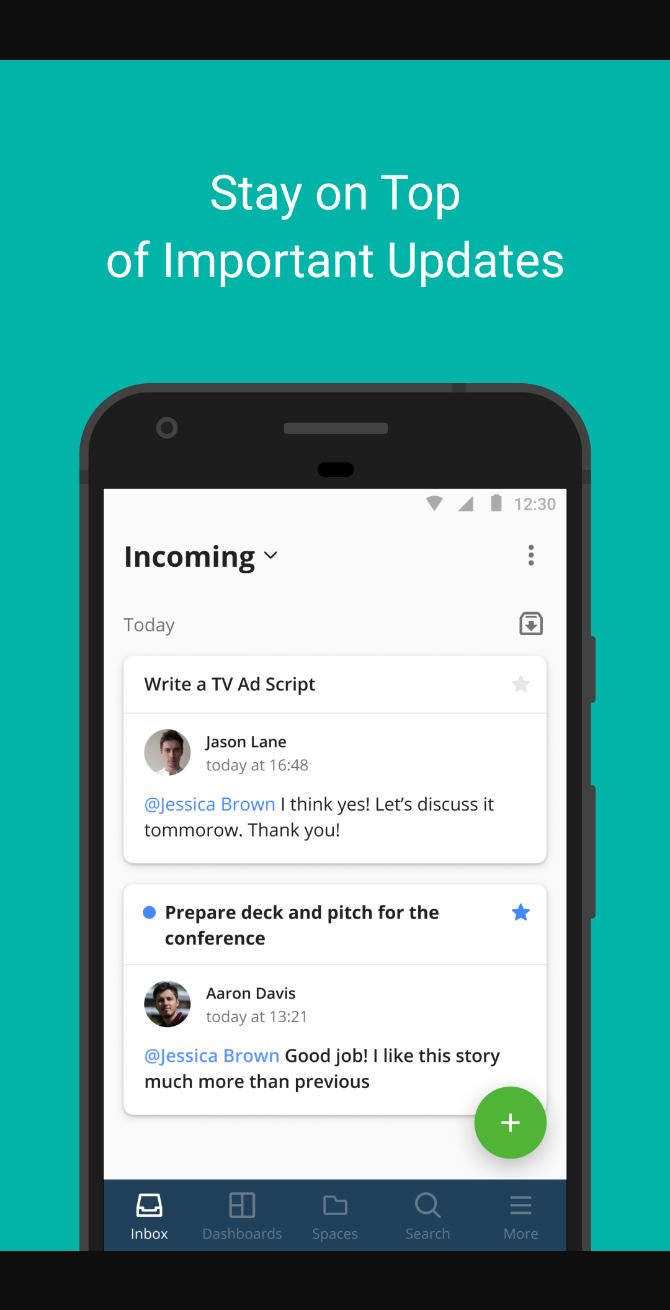 Stay on Top
of Important Updates
12:30
Incoming
Today
Write a TV Ad Script
Jason Lane
today at 16:48
@Jessica Brown I think yes! Let’s discuss it
tommorow. Thank you!
Prepare deck and pitch for the
conference
Aaron Davis
today at 13:21
@Jessica Brown Good job! I like this story
much more than previous
Inbox Dashboards Spaces Search More